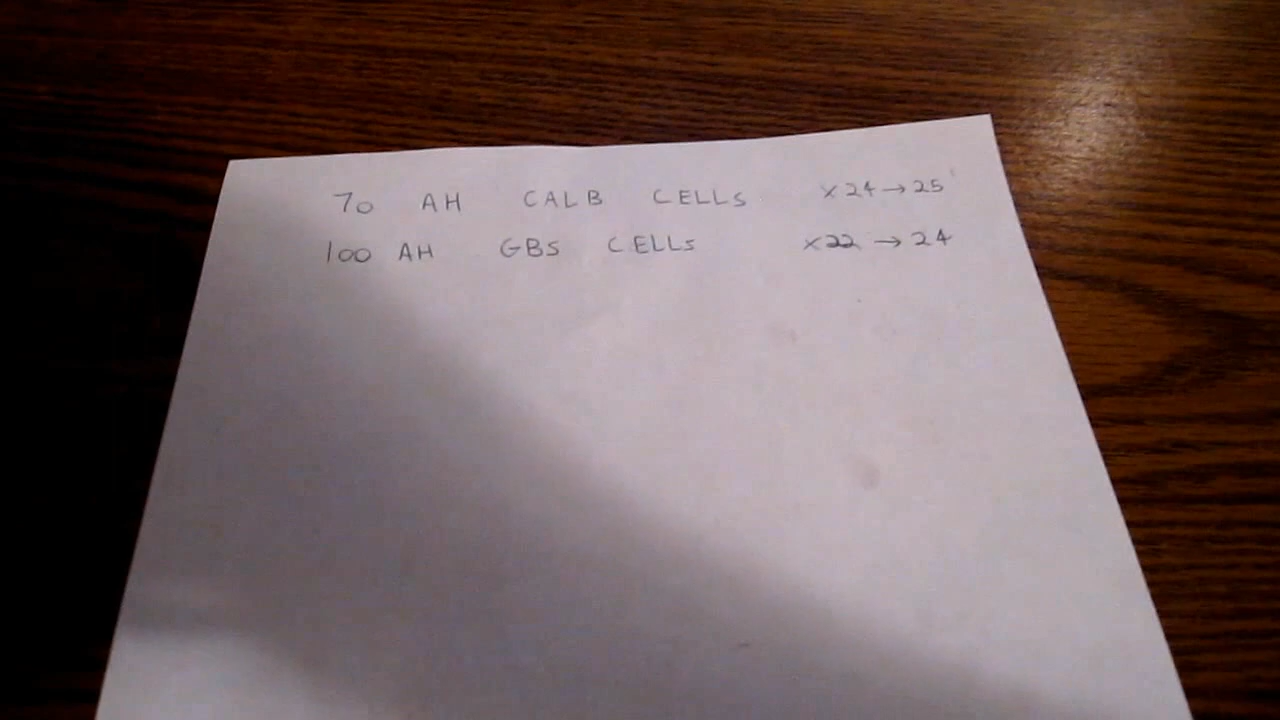 70 AH CALB CELLS x24→25
100 AH GBS CELLS x22→24